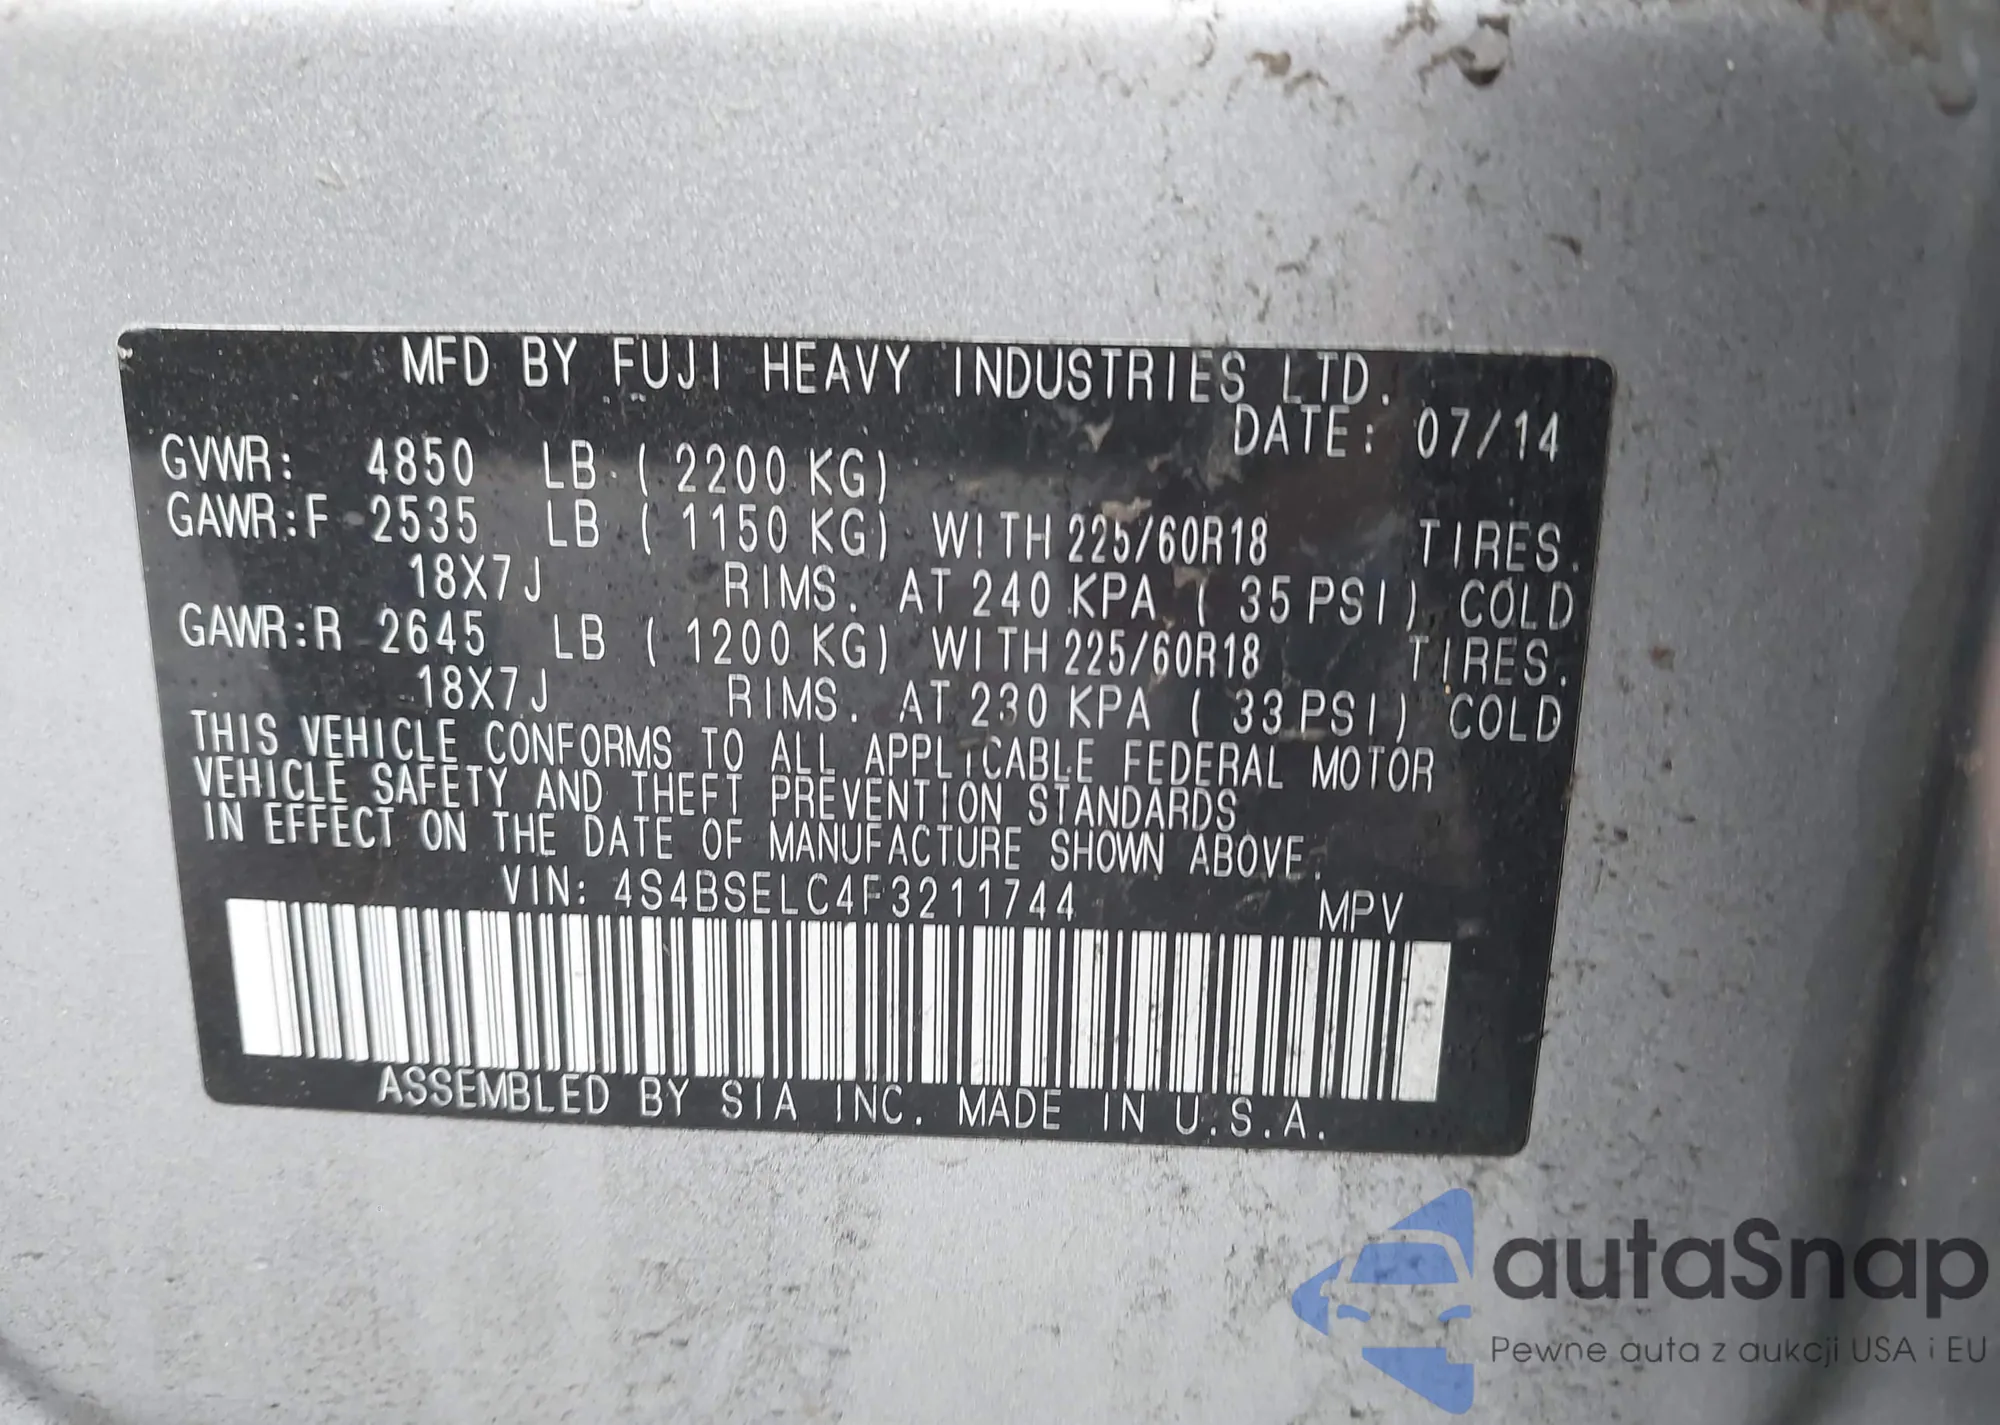 MFD BY FUJI HEAVY INDUSTRIES LTD.
DATE: 07/14
GVWR: 4850 LB (2200 KG)
GAWR:F 2535 LB (1150 KG) WITH 225/60R18 TIRES.
18X7J RIMS. AT 240 KPA (35 PSI) COLD
GAWR:R 2645 LB (1200 KG) WITH 225/60R18 TIRES.
18X7J RIMS. AT 230 KPA (33 PSI) COLD
THIS VEHICLE CONFORMS TO ALL APPLICABLE FEDERAL MOTOR
VEHICLE SAFETY AND THEFT PREVENTION STANDARDS
IN EFFECT ON THE DATE OF MANUFACTURE SHOWN ABOVE.
VIN: 4S4BSELC4F3211744 MPV
ASSEMBLED BY SIA INC. MADE IN U.S.A.
autaSnap
Pewne auta z aukcji USA i EU